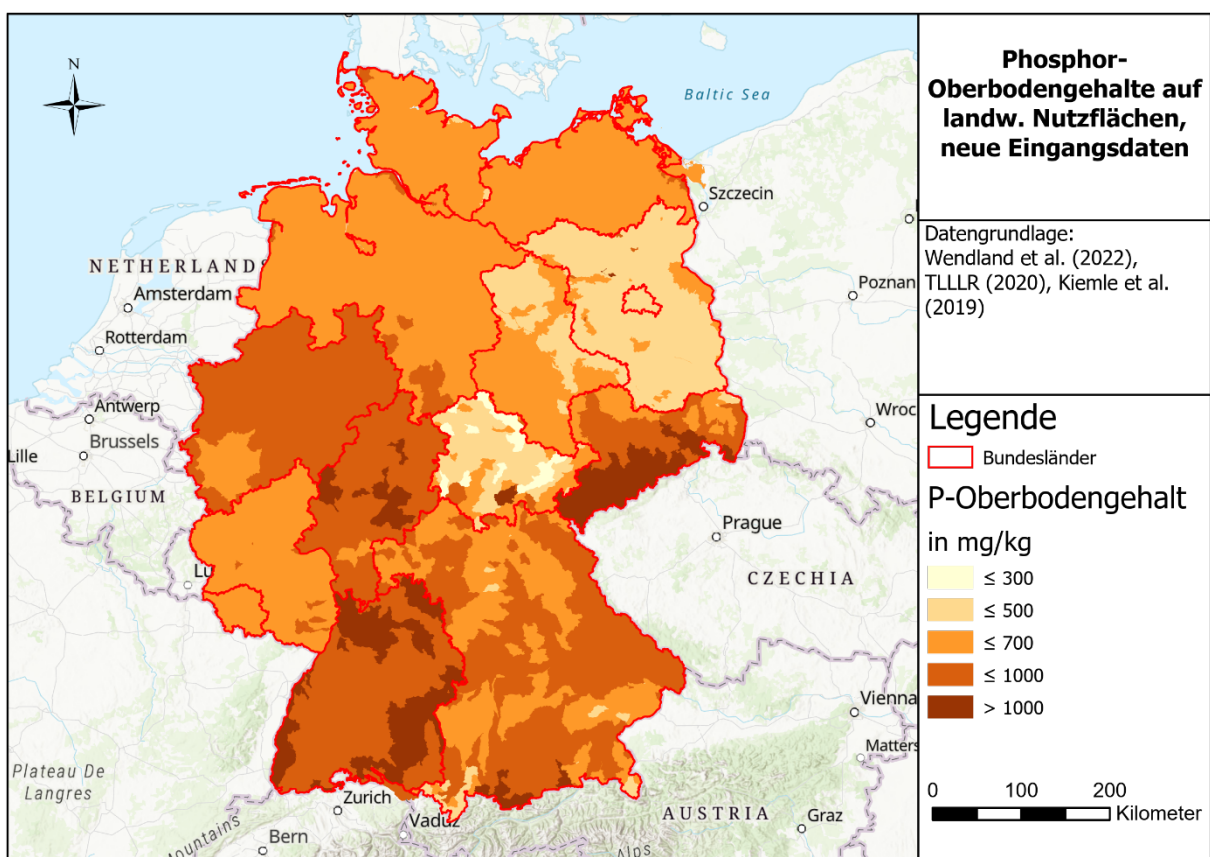 Phosphor-
Oberbodengehalte auf
landw. Nutzflächen,
neue Eingangsdaten
Datengrundlage:
Wendland et al. (2022),
TLLLR (2020), Kiemle et al.
(2019)
Legende
Bundesländer
P-Oberbodengehalt
in mg/kg
≤ 300
≤ 500
≤ 700
≤ 1000
> 1000
0 100 200
Kilometer
N
Baltic Sea
Szczecin
NETHERLANDS
Poznan
Amsterdam
Rotterdam
Antwerp
Wroc
Brussels
Lille
BELGIUM
Prague
Lu
CZECHIA
Vienna
Matters
Plateau De
Langres
Zurich
AUSTRIA
Graz
Vaduz
Bern
Mountains
Alps